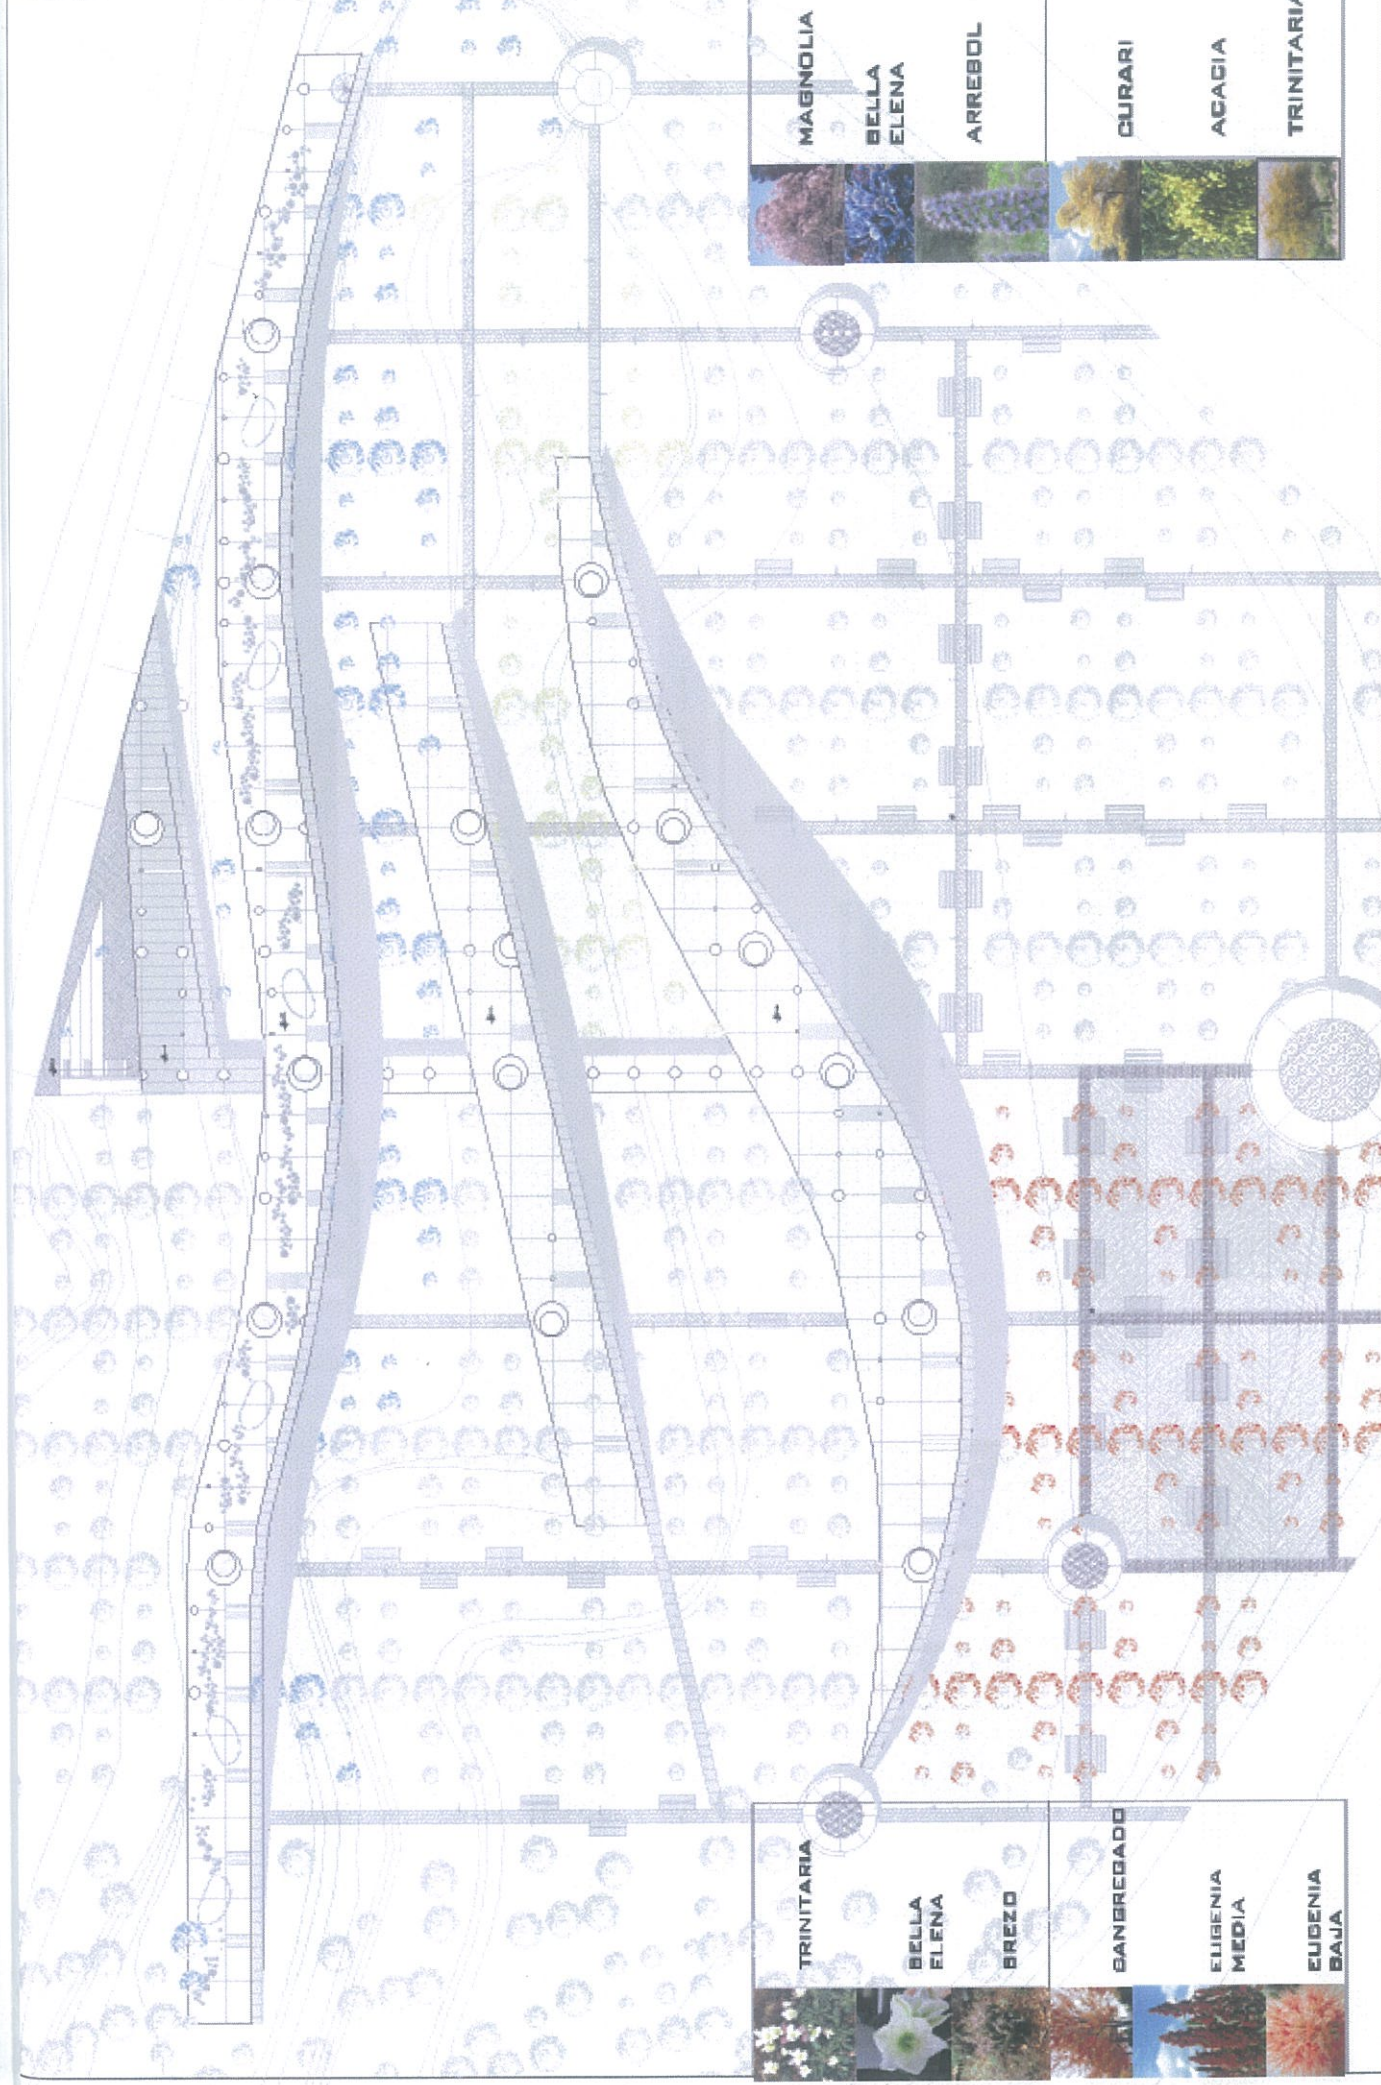 TRINITARIA
BELLA
ELENA
BREZO
SANGREGADO
EUGENIA
MEDIA
EUGENIA
BAJA
MAGNOLIA
BELLA
ELENA
ARREBOL
CURARI
ACACIA
TRINITARIA